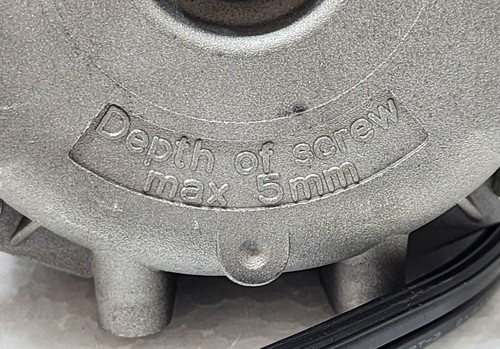 Depth of screw
max 5mm